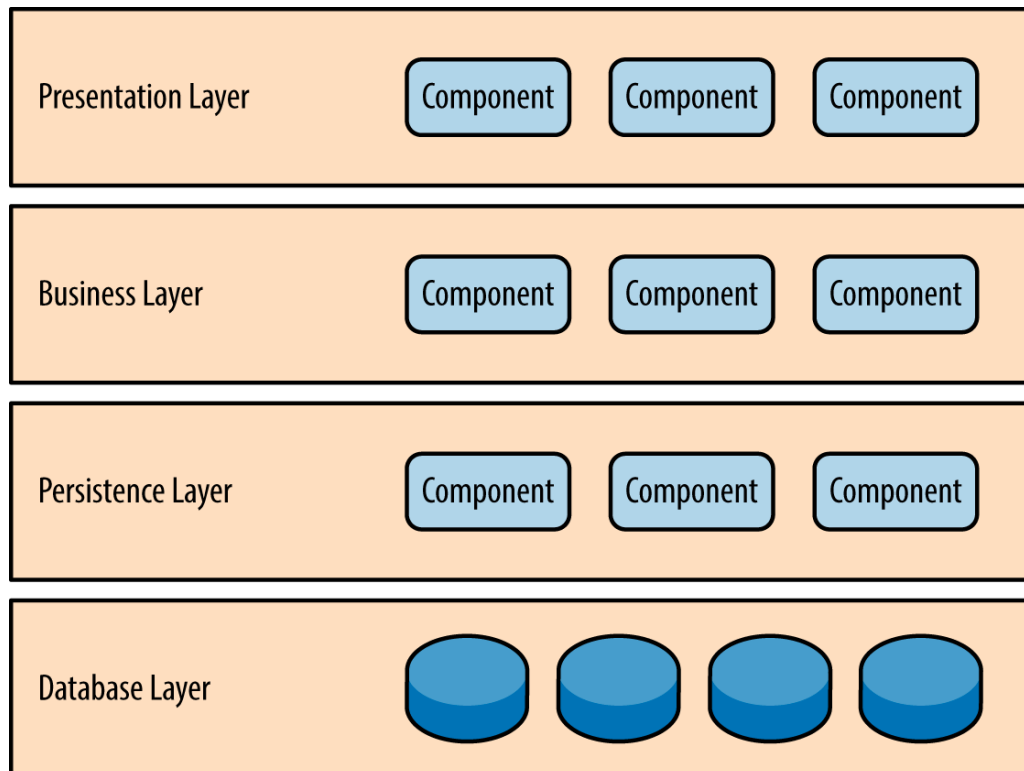 Presentation Layer Component Component Component
Business Layer Component Component Component
Persistence Layer Component Component Component
Database Layer